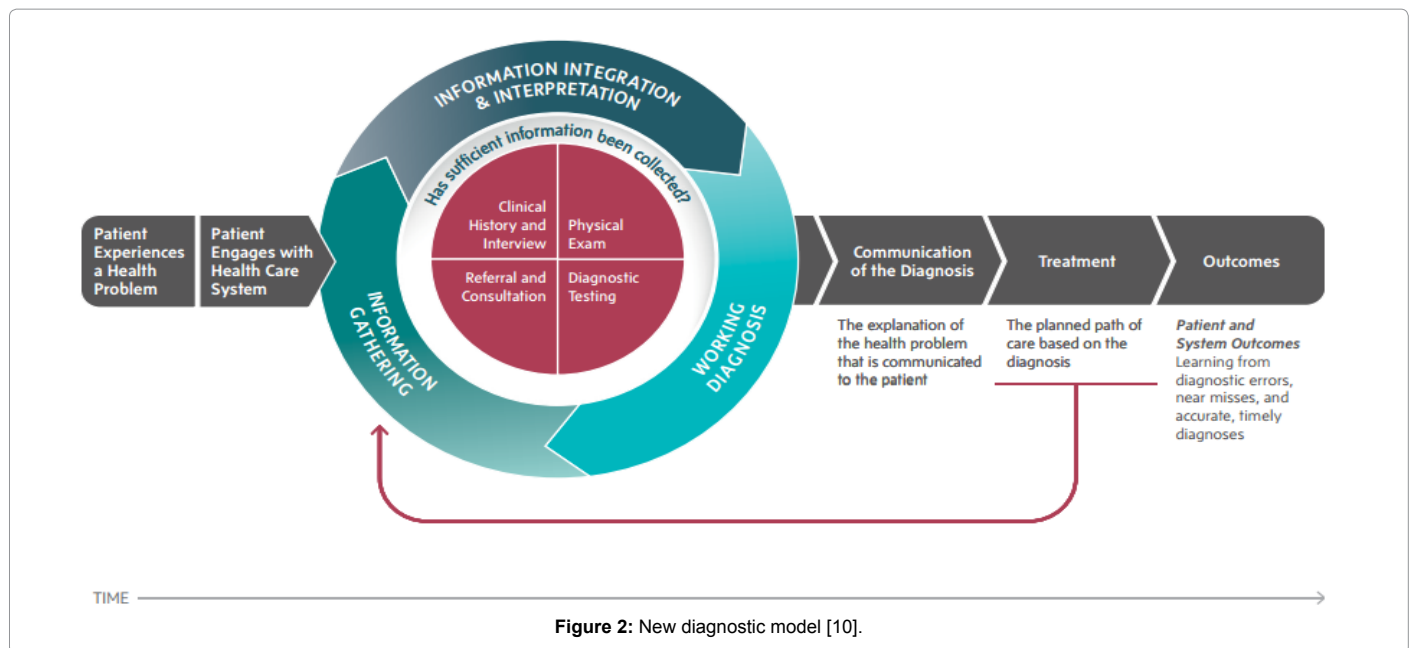 INFORMATION INTEGRATION
& INTERPRETATION
Has sufficient information been collected?
Clinical
History and
Interview
Physical
Exam
Referral and
Consultation
Diagnostic
Testing
INFORMATION
GATHERING
WORKING
DIAGNOSIS
Patient
Experiences
a Health
Problem
Patient
Engages with
Health Care
System
Communication
of the Diagnosis
Treatment
Outcomes
The explanation of
the health problem
that is communicated
to the patient
The planned path of
care based on the
diagnosis
Patient and
System Outcomes
Learning from
diagnostic errors,
near misses, and
accurate, timely
diagnoses
TIME
Figure 2: New diagnostic model [10].